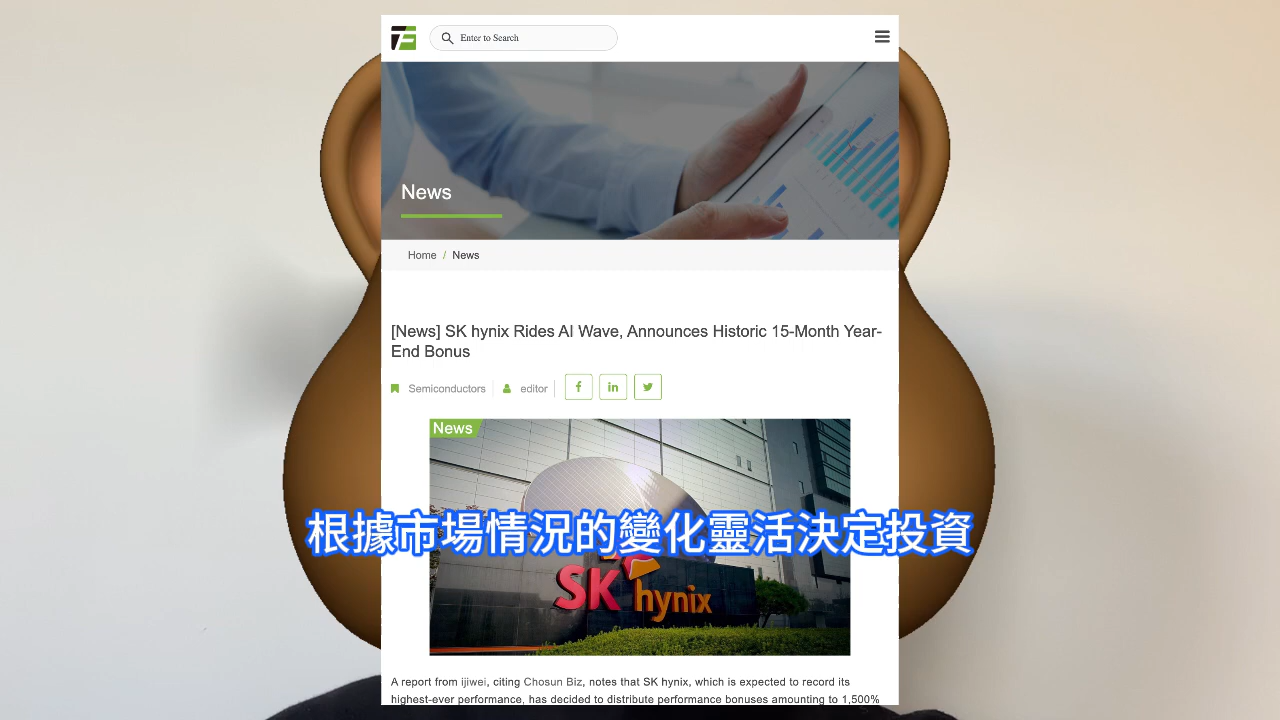 Enter to Search
News
Home / News
[News] SK hynix Rides AI Wave, Announces Historic 15-Month Year-
End Bonus
Semiconductors
editor
News
根據市場情況的變化靈活決定投資
SK hynix
A report from ijiwei, citing Chosun Biz, notes that SK hynix, which is expected to record its
highest-ever performance, has decided to distribute performance bonuses amounting to 1,500%